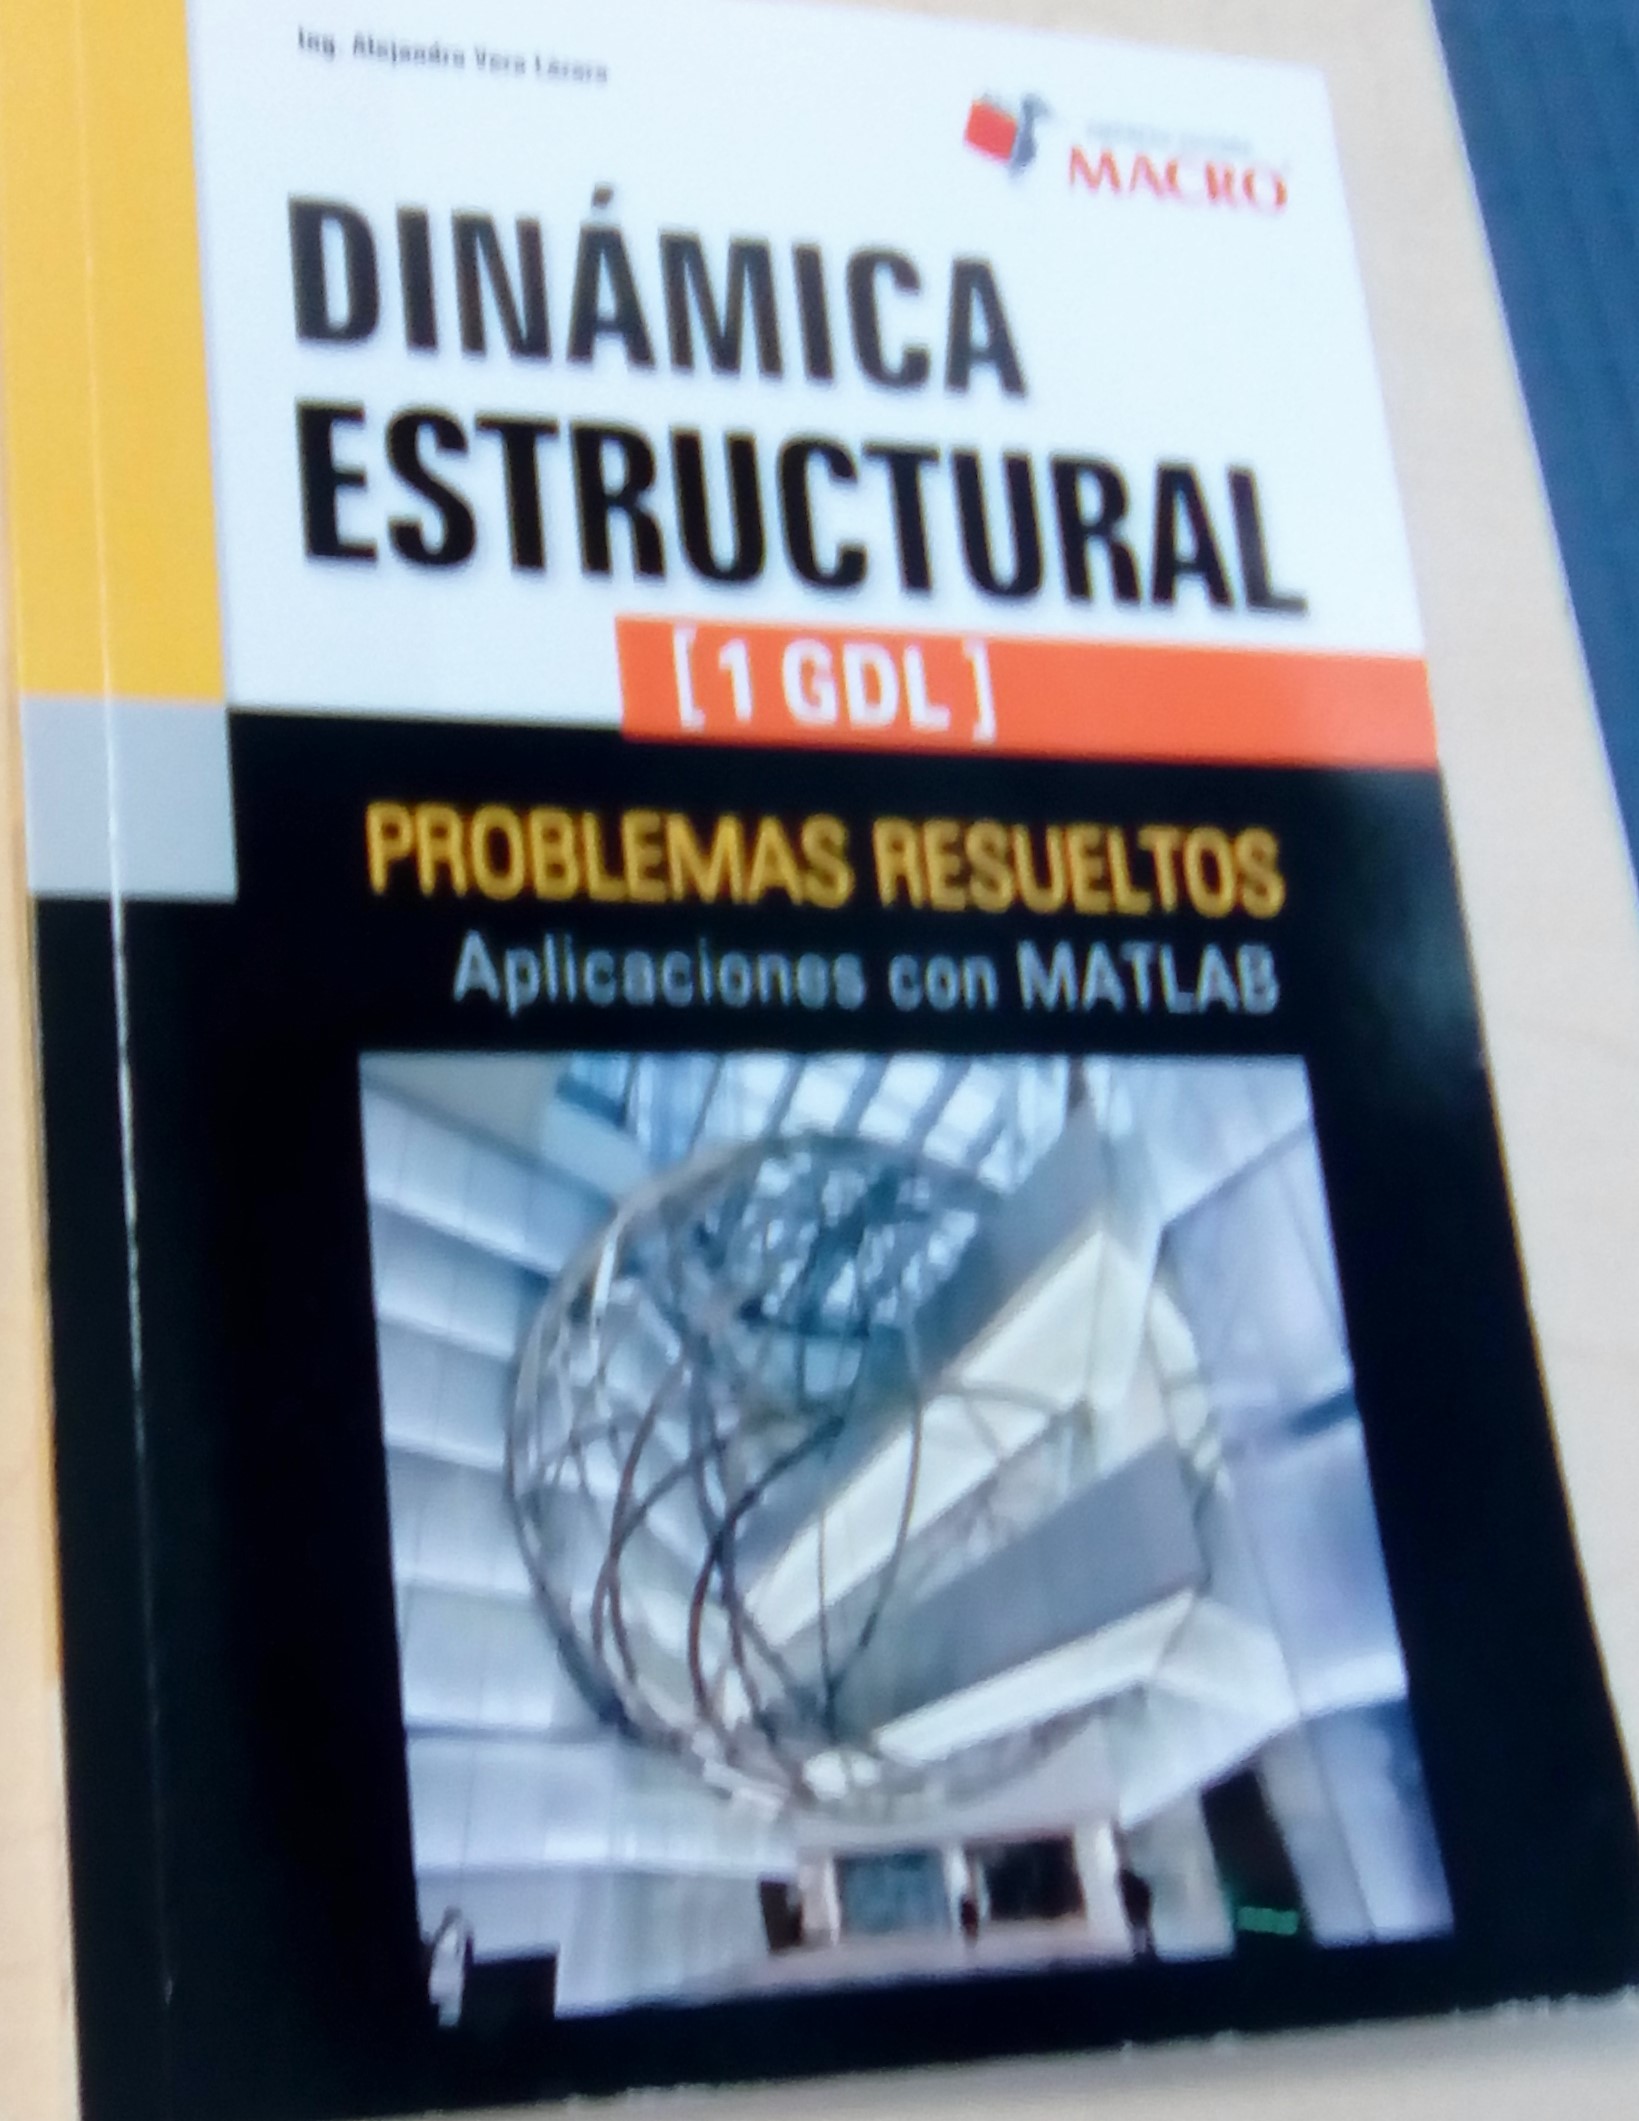 Ing. Alejandro Vera Lázaro
MACRO
DINÁMICA
ESTRUCTURAL
[1 GDL]
PROBLEMAS RESUELTOS
Aplicaciones con MATLAB